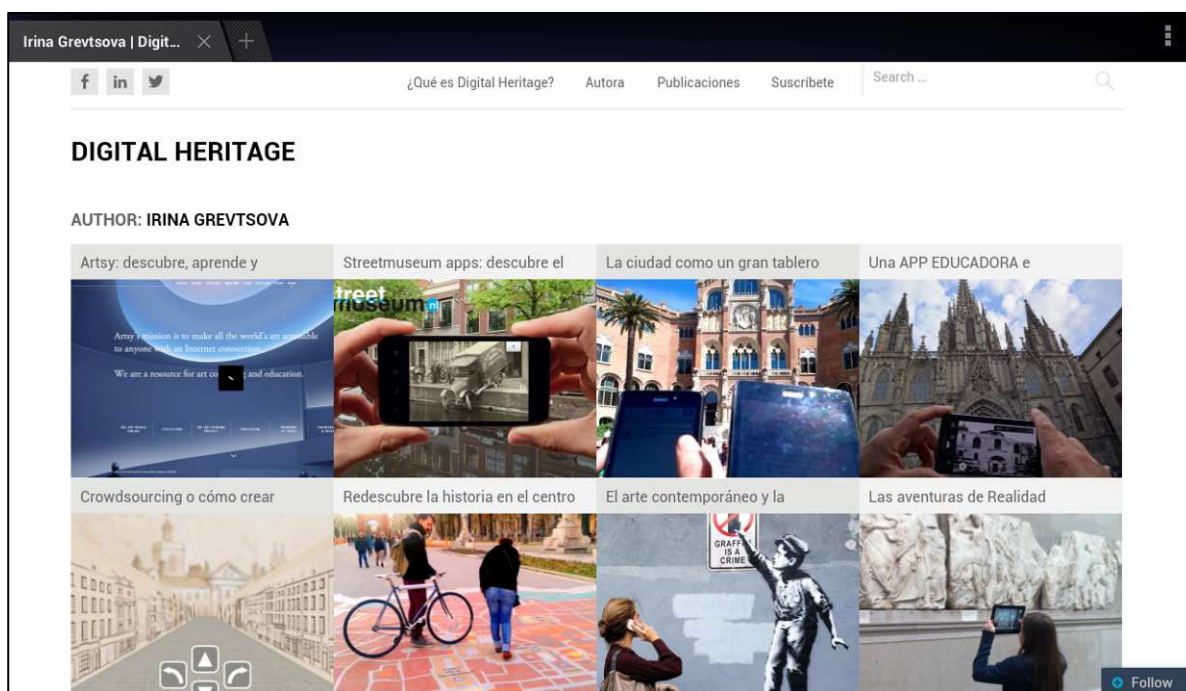 Irina Grevtsova | Digit...
¿Qué es Digital Heritage? Autora Publicaciones Suscríbete Search ...
DIGITAL HERITAGE
AUTHOR: IRINA GREVTSOVA
Artsy: descubre, aprende y
Streetmuseum apps: descubre el
La ciudad como un gran tablero
Una APP EDUCADORA e
Artsy's mission is to make all the world's art accessible
to anyone with an Internet connection.
We are a resource for art and education.
street
museum.nl
Crowdsourcing o cómo crear
Redescubre la historia en el centro
El arte contemporáneo y la
Las aventuras de Realidad
GRAFFITI
IS A
CRIME
Follow